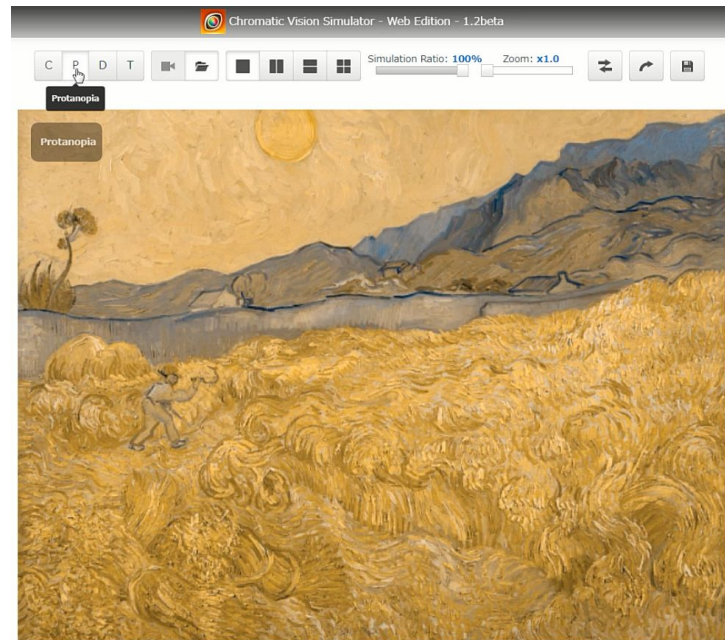 Chromatic Vision Simulator - Web Edition - 1.2beta
C P D T Simulation Ratio: 100% Zoom: x1.0
Protanopia
Protanopia